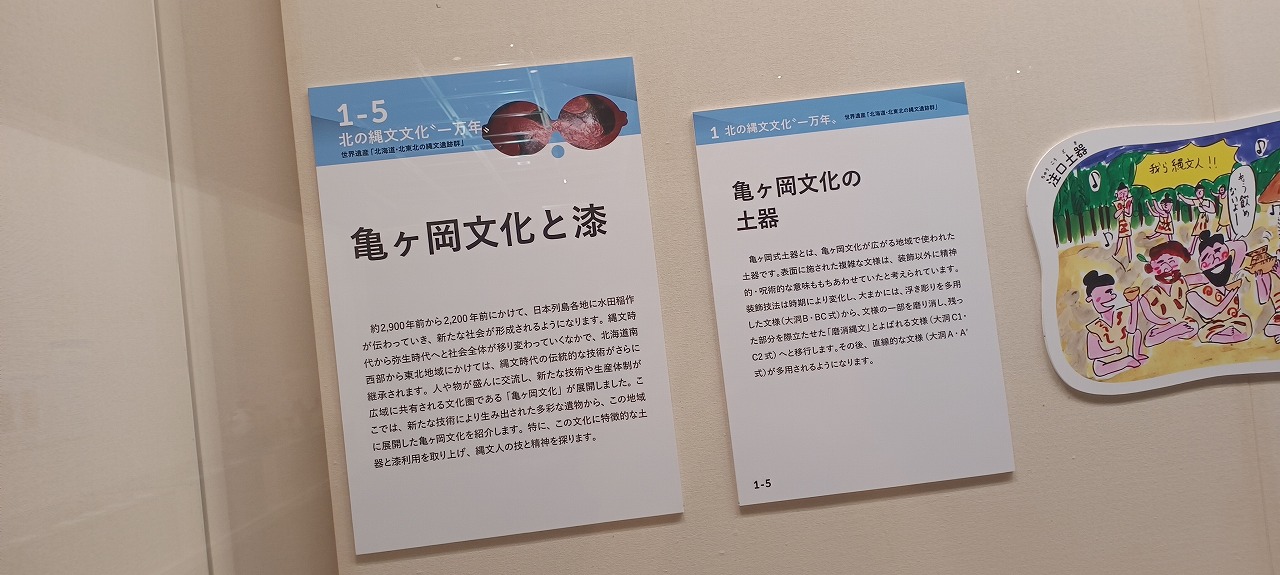 1-5
北の縄文文化〝一万年〟
世界遺産「北海道・北東北の縄文遺跡群」
亀ヶ岡文化と漆
約2,900年前から2,200年前にかけて、日本列島各地に水田稲作
が伝わっていき、新たな社会が形成されるようになります。縄文時
代から弥生時代へと社会全体が移り変わっていくなかで、北海道南
西部から東北地域にかけては、縄文時代の伝統的な技術がさらに
継承されます。人や物が盛んに交流し、新たな技術や生産体制が
広域に共有される文化圏である「亀ヶ岡文化」が展開しました。こ
こでは、新たな技術により生み出された多彩な遺物から、この地域
に展開した亀ヶ岡文化を紹介します。特に、この文化に特徴的な土
器と漆利用を取り上げ、縄文人の技と精神を探ります。
1 北の縄文文化〝一万年〟 世界遺産「北海道・北東北の縄文遺跡群」
亀ヶ岡文化の
土器
亀ヶ岡式土器とは、亀ヶ岡文化が広がる地域で使われた
土器です。表面に施された複雑な文様は、装飾以外に精神
的・呪術的な意味ももちあわせていたと考えられています。
装飾技法は時期により変化し、大まかには、浮き彫りを多用
した文様（大洞B・BC式）から、文様の一部を磨り消し、残っ
た部分を際立たせた「磨消縄文」とよばれる文様（大洞C1・
C2式）へと移行します。その後、直線的な文様（大洞A・A'
式）が多用されるようになります。
1-5
ちゅうこうどき
注口土器
我ら縄文人!!
もう飲め
ないよー